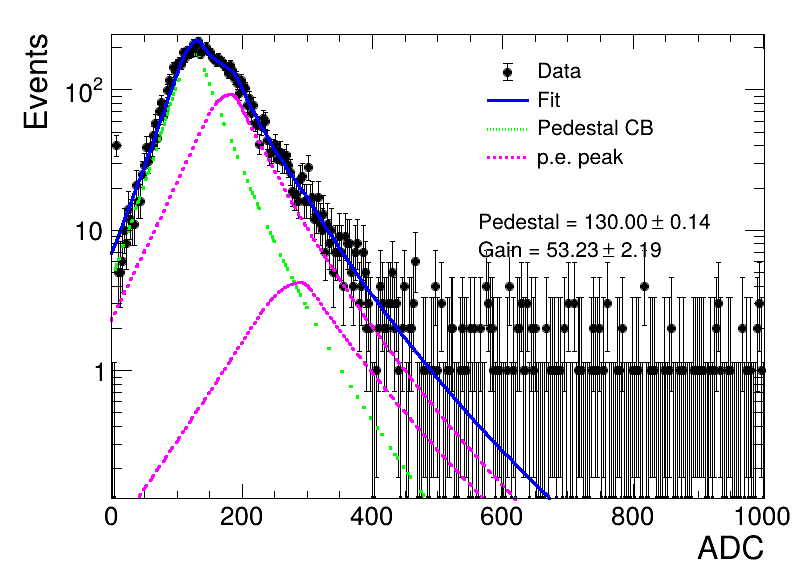 Events
10²
10
1
Data
Fit
Pedestal CB
p.e. peak
Pedestal = 130.00 ± 0.14
Gain = 53.23 ± 2.19
0 200 400 600 800 1000
ADC